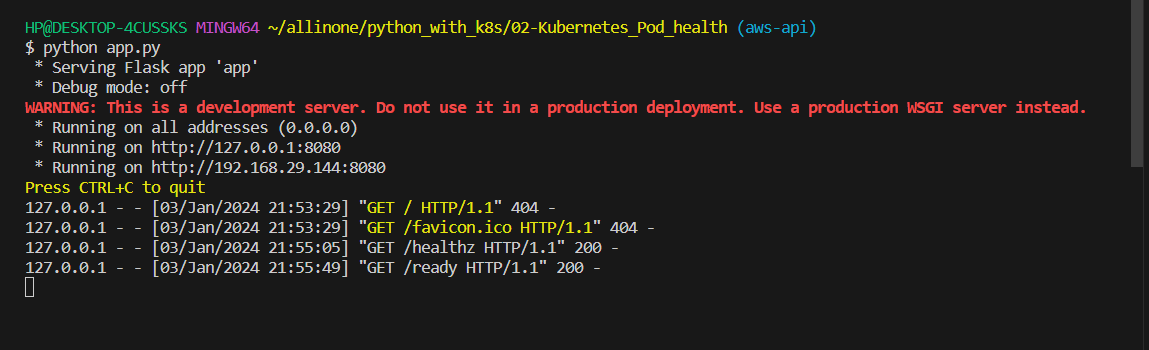 HP@DESKTOP-4CUSSKS MINGW64 ~/allinone/python_with_k8s/02-Kubernetes_Pod_health (aws-api)
$ python app.py
 * Serving Flask app 'app'
 * Debug mode: off
WARNING: This is a development server. Do not use it in a production deployment. Use a production WSGI server instead.
 * Running on all addresses (0.0.0.0)
 * Running on http://127.0.0.1:8080
 * Running on http://192.168.29.144:8080
Press CTRL+C to quit
127.0.0.1 - - [03/Jan/2024 21:53:29] "GET / HTTP/1.1" 404 -
127.0.0.1 - - [03/Jan/2024 21:53:29] "GET /favicon.ico HTTP/1.1" 404 -
127.0.0.1 - - [03/Jan/2024 21:55:05] "GET /healthz HTTP/1.1" 200 -
127.0.0.1 - - [03/Jan/2024 21:55:49] "GET /ready HTTP/1.1" 200 -